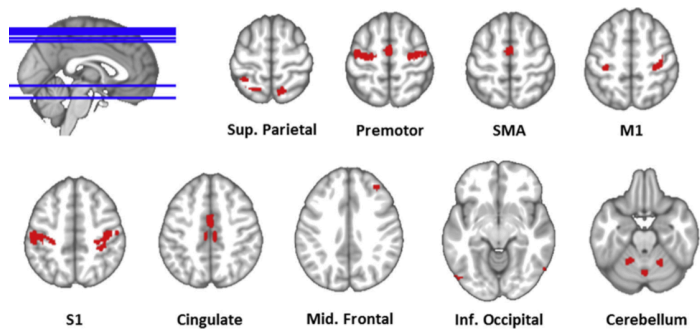 Sup. Parietal
Premotor
SMA
M1
S1
Cingulate
Mid. Frontal
Inf. Occipital
Cerebellum